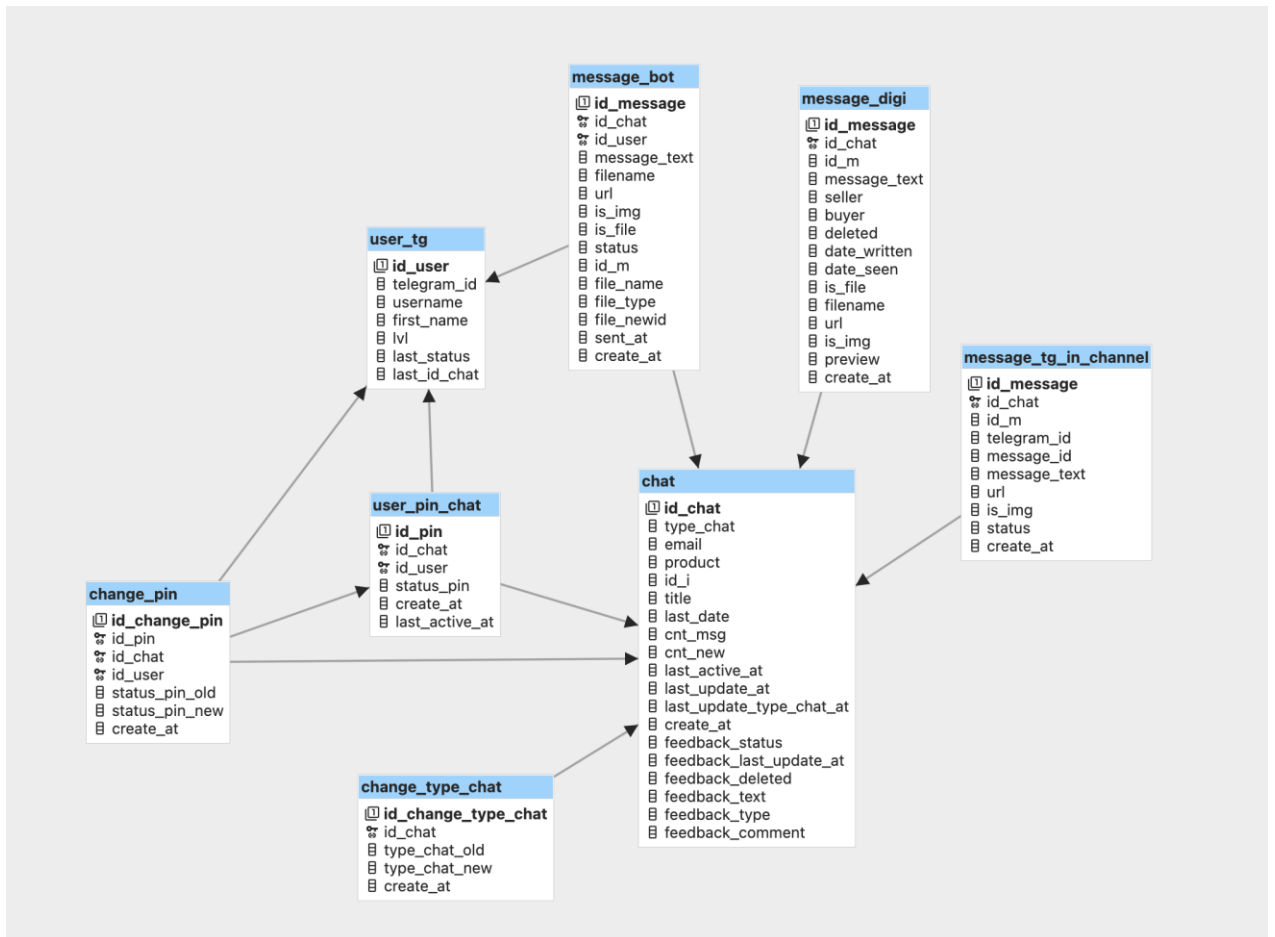 message_bot
id_message
id_chat
id_user
message_text
filename
url
is_img
is_file
status
id_m
file_name
file_type
file_newid
sent_at
create_at
message_digi
id_message
id_chat
id_m
message_text
seller
buyer
deleted
date_written
date_seen
is_file
filename
url
is_img
preview
create_at
user_tg
id_user
telegram_id
username
first_name
lvl
last_status
last_id_chat
message_tg_in_channel
id_message
id_chat
id_m
telegram_id
message_id
message_text
url
is_img
status
create_at
chat
id_chat
type_chat
email
product
id_i
title
last_date
cnt_msg
cnt_new
last_active_at
last_update_at
last_update_type_chat_at
create_at
feedback_status
feedback_last_update_at
feedback_deleted
feedback_text
feedback_type
feedback_comment
user_pin_chat
id_pin
id_chat
id_user
status_pin
create_at
last_active_at
change_pin
id_change_pin
id_pin
id_chat
id_user
status_pin_old
status_pin_new
create_at
change_type_chat
id_change_type_chat
id_chat
type_chat_old
type_chat_new
create_at